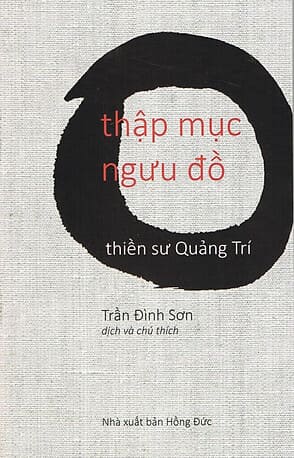 thập mục
ngưu đồ
thiền sư Quảng Trí
Trần Đình Sơn
dịch và chú thích
Nhà xuất bản Hồng Đức